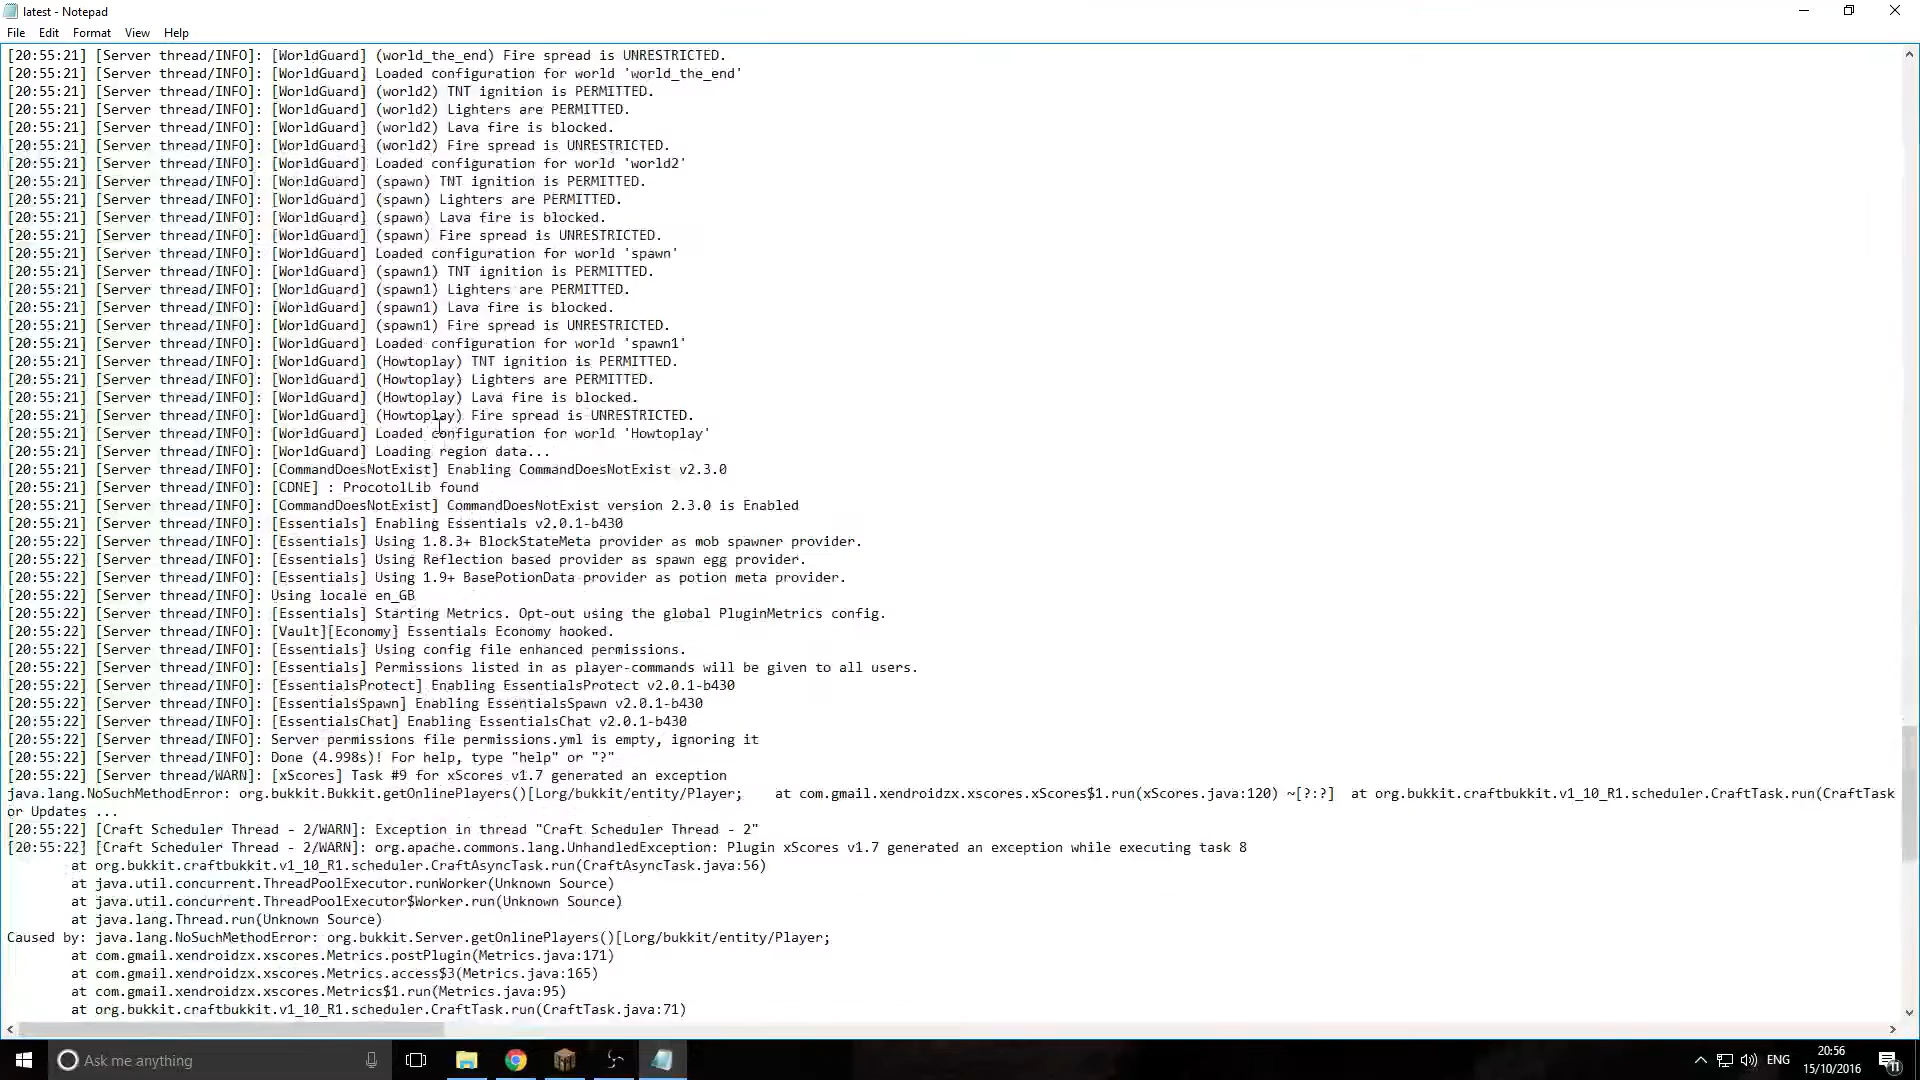 latest - Notepad
File Edit Format View Help
[20:55:21] [Server thread/INFO]: [WorldGuard] (world_the_end) Fire spread is UNRESTRICTED.
[20:55:21] [Server thread/INFO]: [WorldGuard] Loaded configuration for world 'world_the_end'
[20:55:21] [Server thread/INFO]: [WorldGuard] (world2) TNT ignition is PERMITTED.
[20:55:21] [Server thread/INFO]: [WorldGuard] (world2) Lighters are PERMITTED.
[20:55:21] [Server thread/INFO]: [WorldGuard] (world2) Lava fire is blocked.
[20:55:21] [Server thread/INFO]: [WorldGuard] (world2) Fire spread is UNRESTRICTED.
[20:55:21] [Server thread/INFO]: [WorldGuard] Loaded configuration for world 'world2'
[20:55:21] [Server thread/INFO]: [WorldGuard] (spawn) TNT ignition is PERMITTED.
[20:55:21] [Server thread/INFO]: [WorldGuard] (spawn) Lighters are PERMITTED.
[20:55:21] [Server thread/INFO]: [WorldGuard] (spawn) Lava fire is blocked.
[20:55:21] [Server thread/INFO]: [WorldGuard] (spawn) Fire spread is UNRESTRICTED.
[20:55:21] [Server thread/INFO]: [WorldGuard] Loaded configuration for world 'spawn'
[20:55:21] [Server thread/INFO]: [WorldGuard] (spawn1) TNT ignition is PERMITTED.
[20:55:21] [Server thread/INFO]: [WorldGuard] (spawn1) Lighters are PERMITTED.
[20:55:21] [Server thread/INFO]: [WorldGuard] (spawn1) Lava fire is blocked.
[20:55:21] [Server thread/INFO]: [WorldGuard] (spawn1) Fire spread is UNRESTRICTED.
[20:55:21] [Server thread/INFO]: [WorldGuard] Loaded configuration for world 'spawn1'
[20:55:21] [Server thread/INFO]: [WorldGuard] (Howtoplay) TNT ignition is PERMITTED.
[20:55:21] [Server thread/INFO]: [WorldGuard] (Howtoplay) Lighters are PERMITTED.
[20:55:21] [Server thread/INFO]: [WorldGuard] (Howtoplay) Lava fire is blocked.
[20:55:21] [Server thread/INFO]: [WorldGuard] (Howtoplay) Fire spread is UNRESTRICTED.
[20:55:21] [Server thread/INFO]: [WorldGuard] Loaded configuration for world 'Howtoplay'
[20:55:21] [Server thread/INFO]: [WorldGuard] Loading region data...
[20:55:21] [Server thread/INFO]: [CommandDoesNotExist] Enabling CommandDoesNotExist v2.3.0
[20:55:21] [Server thread/INFO]: [CDNE] : ProcotolLib found
[20:55:21] [Server thread/INFO]: [CommandDoesNotExist] CommandDoesNotExist version 2.3.0 is Enabled
[20:55:21] [Server thread/INFO]: [Essentials] Enabling Essentials v2.0.1-b430
[20:55:22] [Server thread/INFO]: [Essentials] Using 1.8.3+ BlockStateMeta provider as mob spawner provider.
[20:55:22] [Server thread/INFO]: [Essentials] Using Reflection based provider as spawn egg provider.
[20:55:22] [Server thread/INFO]: [Essentials] Using 1.9+ BasePotionData provider as potion meta provider.
[20:55:22] [Server thread/INFO]: Using locale en_GB
[20:55:22] [Server thread/INFO]: [Essentials] Starting Metrics. Opt-out using the global PluginMetrics config.
[20:55:22] [Server thread/INFO]: [Vault][Economy] Essentials Economy hooked.
[20:55:22] [Server thread/INFO]: [Essentials] Using config file enhanced permissions.
[20:55:22] [Server thread/INFO]: [Essentials] Permissions listed in as player-commands will be given to all users.
[20:55:22] [Server thread/INFO]: [EssentialsProtect] Enabling EssentialsProtect v2.0.1-b430
[20:55:22] [Server thread/INFO]: [EssentialsSpawn] Enabling EssentialsSpawn v2.0.1-b430
[20:55:22] [Server thread/INFO]: [EssentialsChat] Enabling EssentialsChat v2.0.1-b430
[20:55:22] [Server thread/INFO]: Server permissions file permissions.yml is empty, ignoring it
[20:55:22] [Server thread/INFO]: Done (4.998s)! For help, type "help" or "?"
[20:55:22] [Server thread/WARN]: [xScores] Task #9 for xScores v1.7 generated an exception
java.lang.NoSuchMethodError: org.bukkit.Bukkit.getOnlinePlayers()[Lorg/bukkit/entity/Player; at com.gmail.xendroidzx.xscores.xScores$1.run(xScores.java:120) ~[?:?] at org.bukkit.craftbukkit.v1_10_R1.scheduler.CraftTask.run(CraftTask
or Updates ...
[20:55:22] [Craft Scheduler Thread - 2/WARN]: Exception in thread "Craft Scheduler Thread - 2"
[20:55:22] [Craft Scheduler Thread - 2/WARN]: org.apache.commons.lang.UnhandledException: Plugin xScores v1.7 generated an exception while executing task 8
at org.bukkit.craftbukkit.v1_10_R1.scheduler.CraftAsyncTask.run(CraftAsyncTask.java:56)
at java.util.concurrent.ThreadPoolExecutor.runWorker(Unknown Source)
at java.util.concurrent.ThreadPoolExecutor$Worker.run(Unknown Source)
at java.lang.Thread.run(Unknown Source)
Caused by: java.lang.NoSuchMethodError: org.bukkit.Server.getOnlinePlayers()[Lorg/bukkit/entity/Player;
at com.gmail.xendroidzx.xscores.Metrics.postPlugin(Metrics.java:171)
at com.gmail.xendroidzx.xscores.Metrics.access$3(Metrics.java:165)
at com.gmail.xendroidzx.xscores.Metrics$1.run(Metrics.java:95)
at org.bukkit.craftbukkit.v1_10_R1.scheduler.CraftTask.run(CraftTask.java:71)
Ask me anything
ENG
20:56
15/10/2016
11